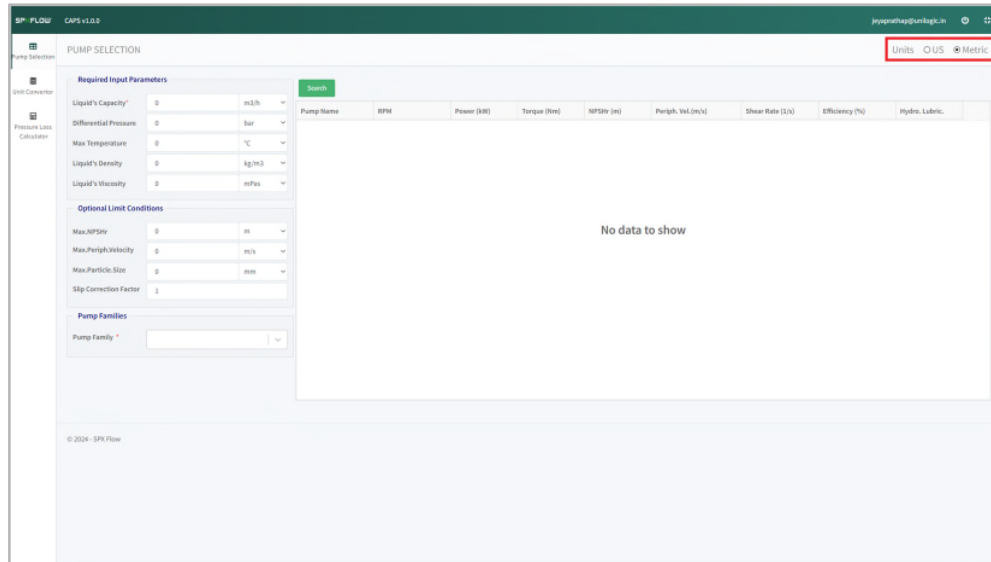 SPXFLOW CAPS v1.0.0 jeyaprathap@unilogic.in
Pump Selection
Unit Convertor
Pressure Loss
Calculator
PUMP SELECTION Units US Metric
Required Input Parameters
Liquid's Capacity* 0 m3/h
Differential Pressure 0 bar
Max Temperature 0 °C
Liquid's Density 0 kg/m3
Liquid's Viscosity 0 mPas
Optional Limit Conditions
Max.NPSHr 0 m
Max.Periph.Velocity 0 m/s
Max.Particle.Size 0 mm
Slip Correction Factor 1
Pump Families
Pump Family *
Search
Pump Name RPM Power (kW) Torque (Nm) NPSHr (m) Periph. Vel.(m/s) Shear Rate (1/s) Efficiency (%) Hydro. Lubric.
No data to show
© 2024 - SPX Flow